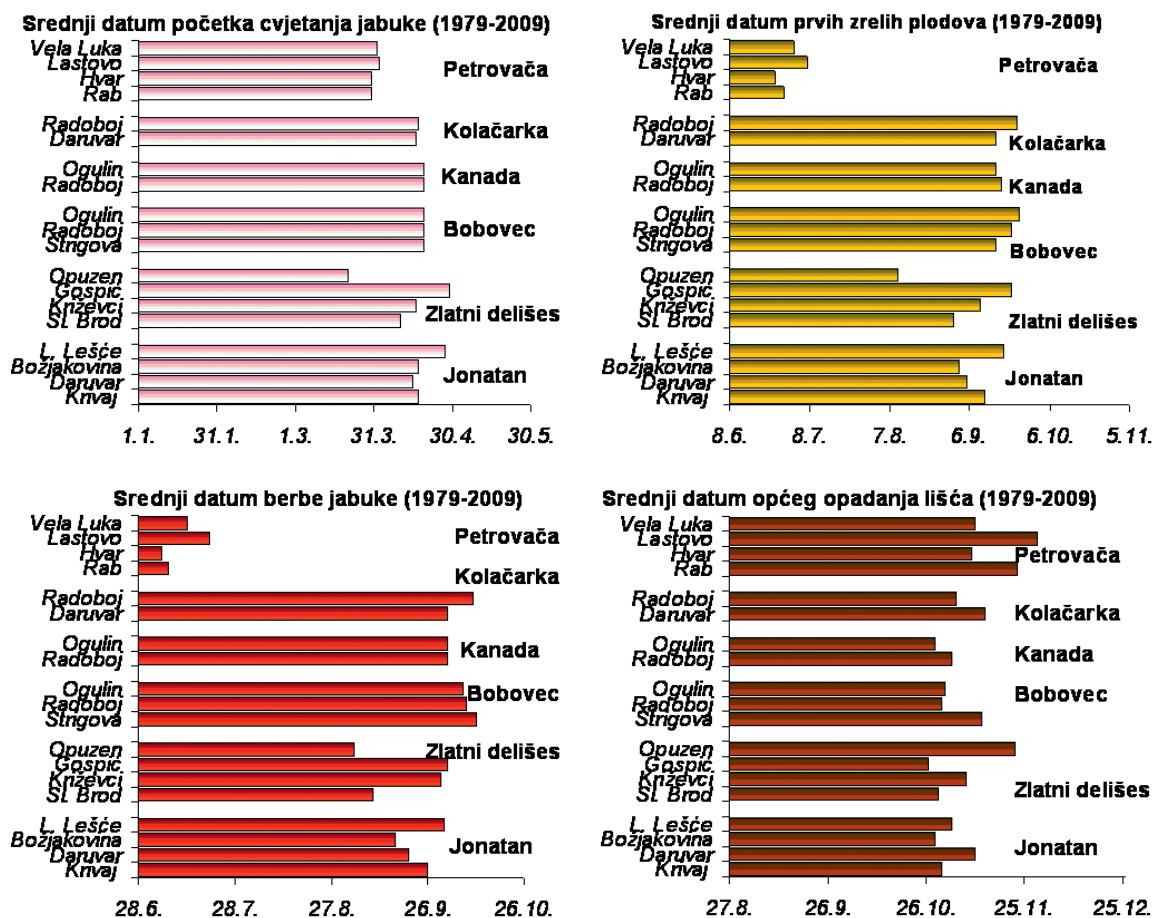 Srednji datum početka cvjetanja jabuke (1979-2009)
Vela Luka
Lastovo
Hvar
Rab
Petrovača
Radoboj
Daruvar
Kolačarka
Ogulin
Radoboj
Kanada
Ogulin
Radoboj
Štrigova
Bobovec
Opuzen
Gospić
Križevci
Sl. Brod
Zlatni delišes
L. Lešće
Božjakovina
Daruvar
Krivaj
Jonatan
1.1. 31.1. 1.3. 31.3. 30.4. 30.5.
Srednji datum prvih zrelih plodova (1979-2009)
Vela Luka
Lastovo
Hvar
Rab
Petrovača
Radoboj
Daruvar
Kolačarka
Ogulin
Radoboj
Kanada
Ogulin
Radoboj
Štrigova
Bobovec
Opuzen
Gospić
Križevci
Sl. Brod
Zlatni delišes
L. Lešće
Božjakovina
Daruvar
Krivaj
Jonatan
8.6. 8.7. 7.8. 6.9. 6.10. 5.11.
Srednji datum berbe jabuke (1979-2009)
Vela Luka
Lastovo
Hvar
Rab
Petrovača
Kolačarka
Radoboj
Daruvar
Ogulin
Radoboj
Kanada
Ogulin
Radoboj
Štrigova
Bobovec
Opuzen
Gospić
Križevci
Sl. Brod
Zlatni delišes
L. Lešće
Božjakovina
Daruvar
Krivaj
Jonatan
28.6. 28.7. 27.8. 26.9. 26.10.
Srednji datum općeg opadanja lišća (1979-2009)
Vela Luka
Lastovo
Hvar
Rab
Petrovača
Radoboj
Daruvar
Kolačarka
Ogulin
Radoboj
Kanada
Ogulin
Radoboj
Štrigova
Bobovec
Opuzen
Gospić
Križevci
Sl. Brod
Zlatni delišes
L. Lešće
Božjakovina
Daruvar
Krivaj
Jonatan
27.8. 26.9. 26.10. 25.11. 25.12.